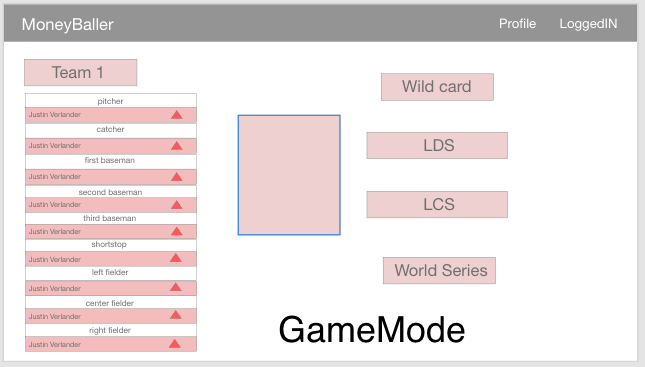 MoneyBaller
Profile
LoggedIN
Team 1
pitcher
Justin Verlander
catcher
Justin Verlander
first baseman
Justin Verlander
second baseman
Justin Verlander
third baseman
Justin Verlander
shortstop
Justin Verlander
left fielder
Justin Verlander
center fielder
Justin Verlander
right fielder
Justin Verlander
Wild card
LDS
LCS
World Series
GameMode